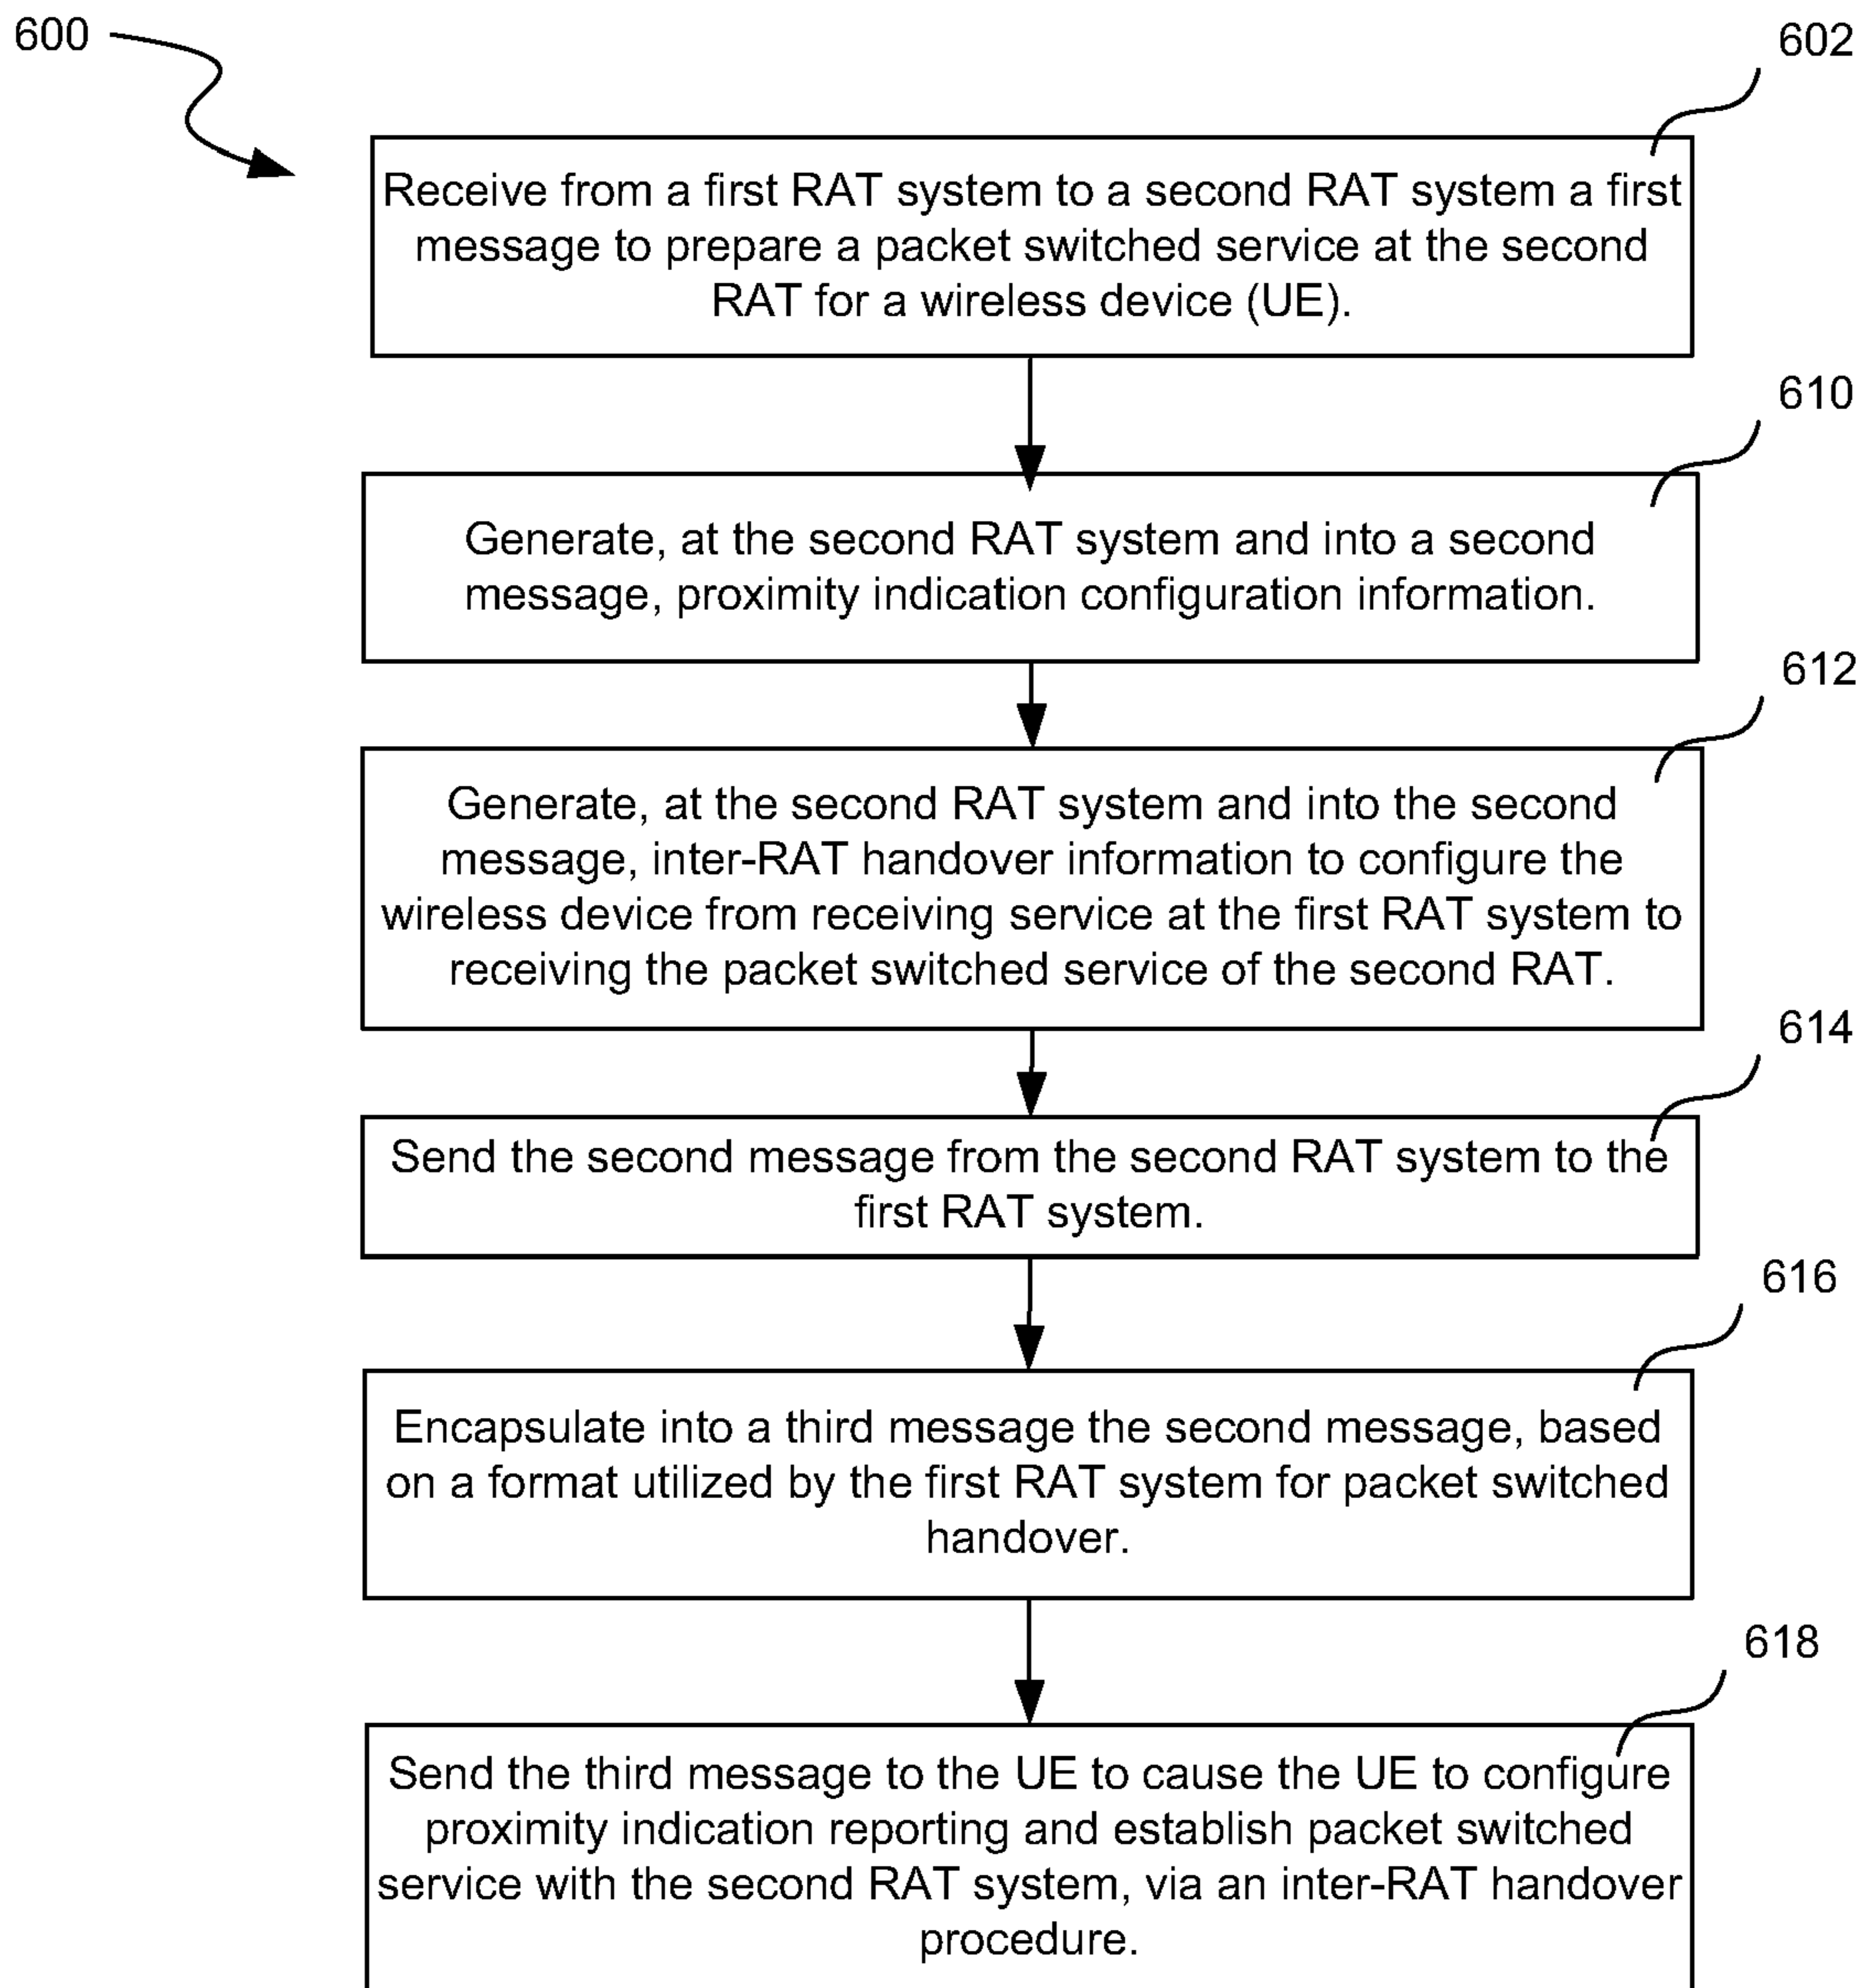 600
602
Receive from a first RAT system to a second RAT system a first
message to prepare a packet switched service at the second
RAT for a wireless device (UE).
610
Generate, at the second RAT system and into a second
message, proximity indication configuration information.
612
Generate, at the second RAT system and into the second
message, inter-RAT handover information to configure the
wireless device from receiving service at the first RAT system to
receiving the packet switched service of the second RAT.
614
Send the second message from the second RAT system to the
first RAT system.
616
Encapsulate into a third message the second message, based
on a format utilized by the first RAT system for packet switched
handover.
618
Send the third message to the UE to cause the UE to configure
proximity indication reporting and establish packet switched
service with the second RAT system, via an inter-RAT handover
procedure.